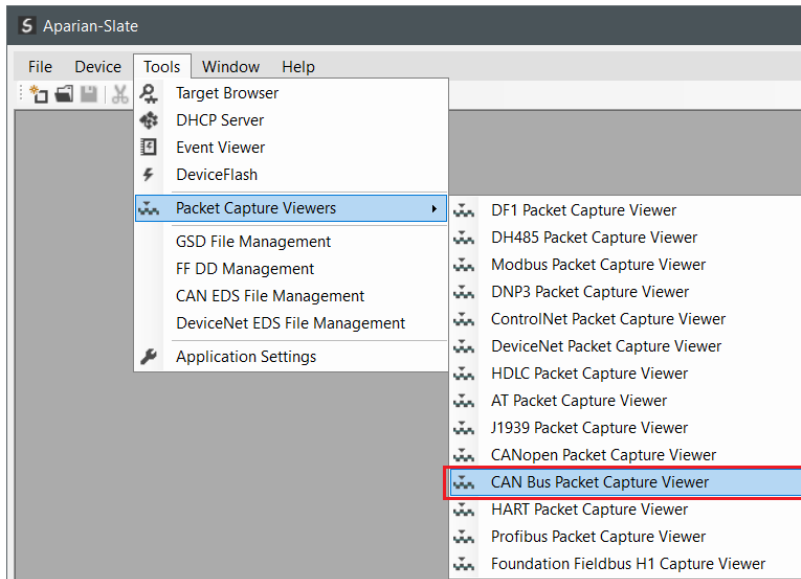 Aparian-Slate
File Device Tools Window Help
Target Browser
DHCP Server
Event Viewer
DeviceFlash
Packet Capture Viewers
GSD File Management
FF DD Management
CAN EDS File Management
DeviceNet EDS File Management
Application Settings
DF1 Packet Capture Viewer
DH485 Packet Capture Viewer
Modbus Packet Capture Viewer
DNP3 Packet Capture Viewer
ControlNet Packet Capture Viewer
DeviceNet Packet Capture Viewer
HDLC Packet Capture Viewer
AT Packet Capture Viewer
J1939 Packet Capture Viewer
CANopen Packet Capture Viewer
CAN Bus Packet Capture Viewer
HART Packet Capture Viewer
Profibus Packet Capture Viewer
Foundation Fieldbus H1 Capture Viewer